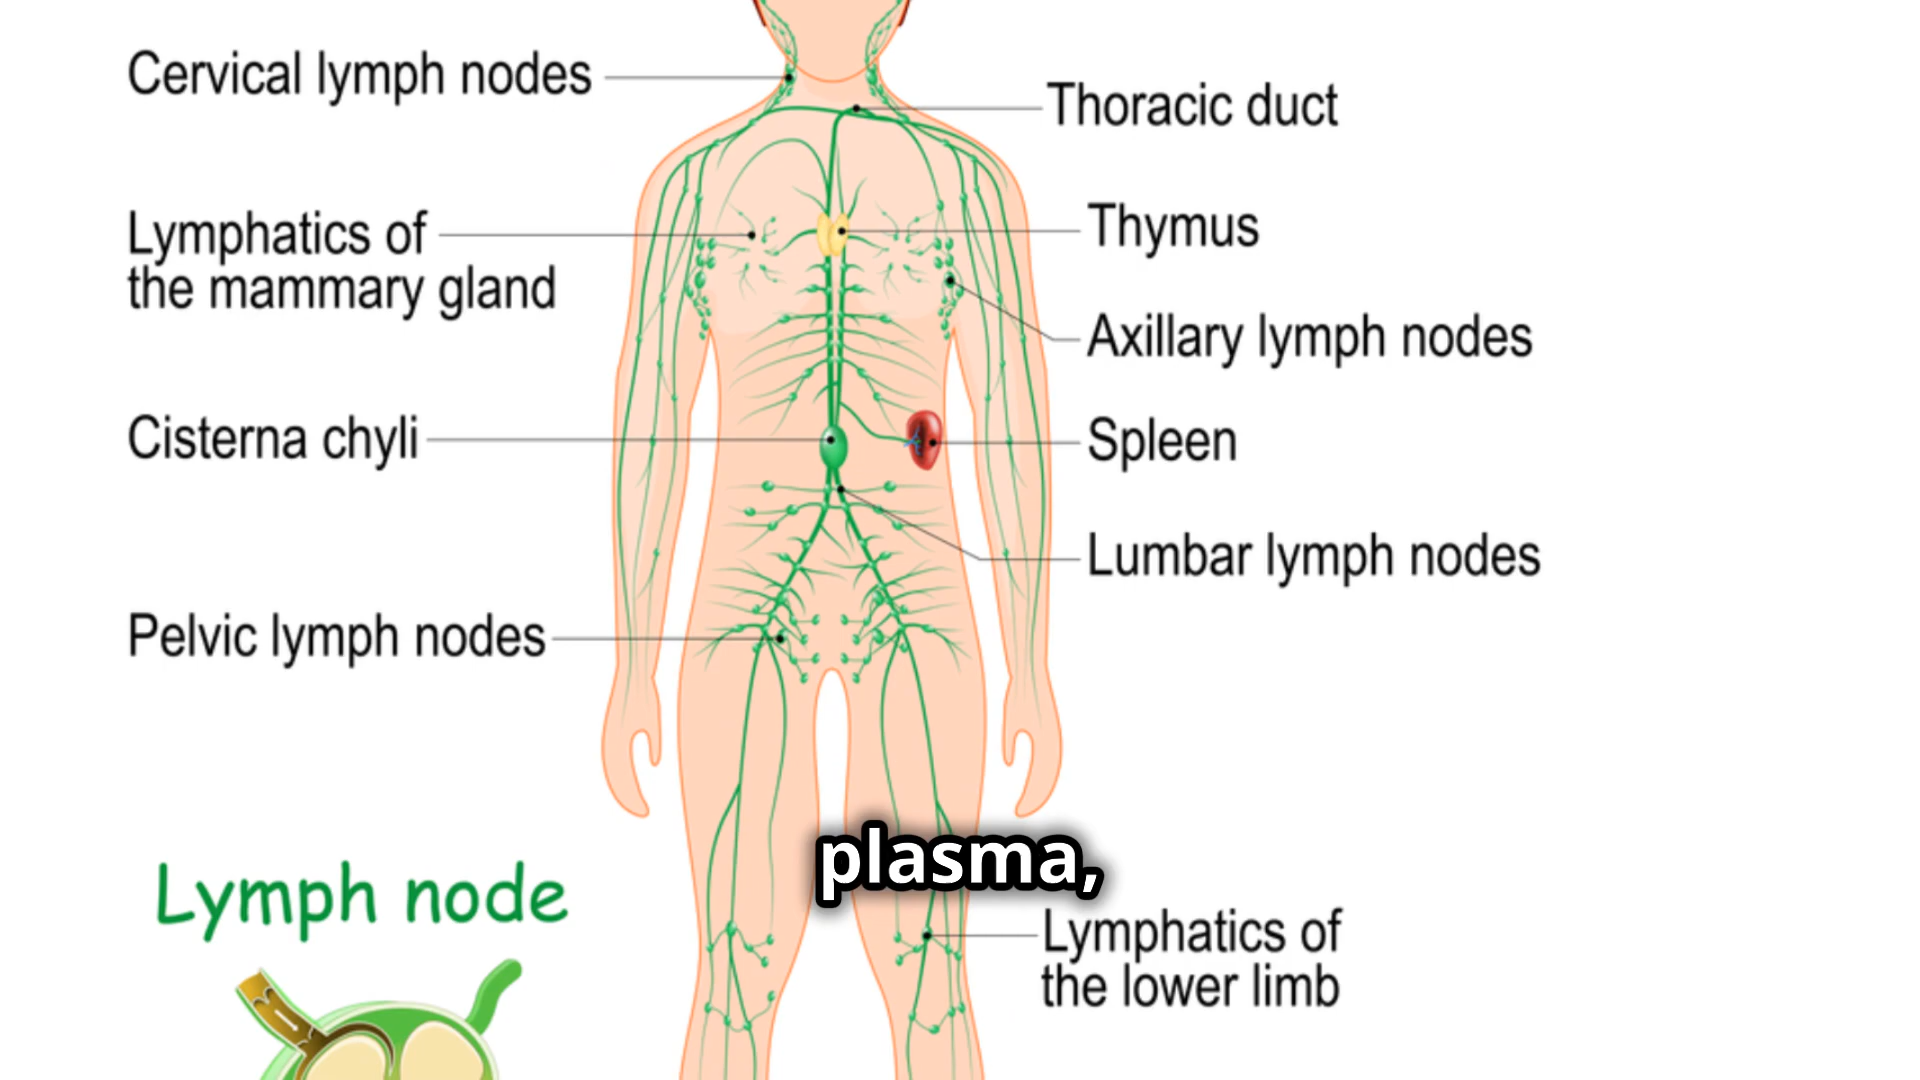 Cervical lymph nodes
Thoracic duct
Lymphatics of
the mammary gland
Thymus
Axillary lymph nodes
Cisterna chyli
Spleen
Lumbar lymph nodes
Pelvic lymph nodes
plasma,
Lymph node
Lymphatics of
the lower limb